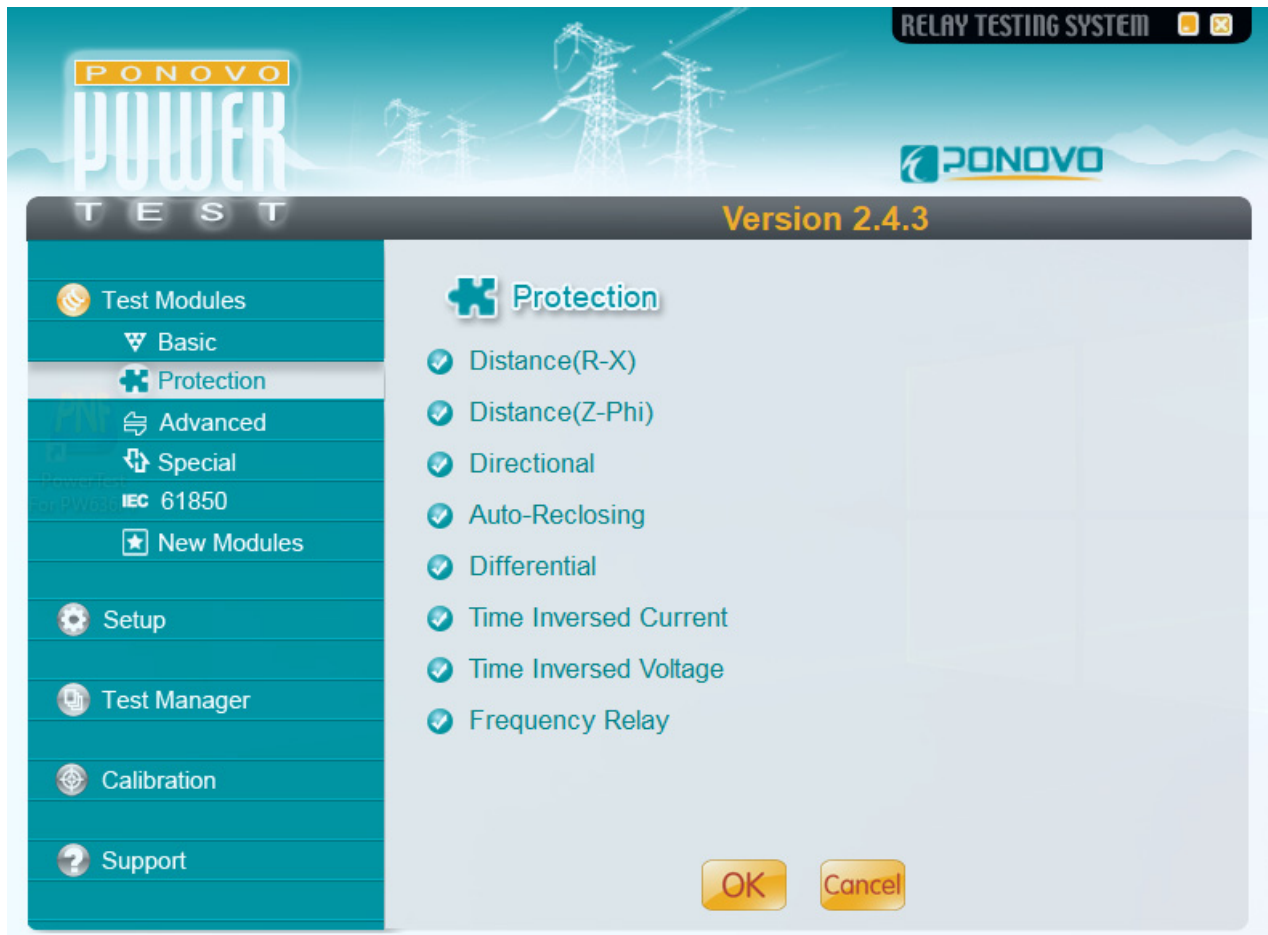 RELAY TESTING SYSTEM
PONOVO
POWER
TEST
PONOVO
Version 2.4.3
Test Modules
Basic
Protection
Advanced
Special
IEC 61850
New Modules
Setup
Test Manager
Calibration
Support
Protection
Distance(R-X)
Distance(Z-Phi)
Directional
Auto-Reclosing
Differential
Time Inversed Current
Time Inversed Voltage
Frequency Relay
OK
Cancel